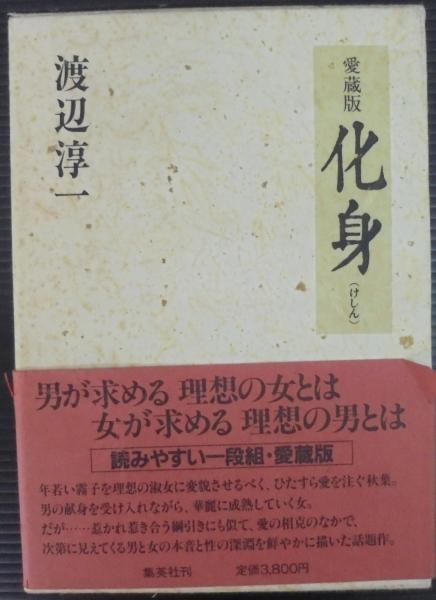 愛蔵版
化身
(けしん)
渡辺淳一
男が求める 理想の女とは
女が求める 理想の男とは
読みやすい一段組・愛蔵版
年若い霧子を理想の淑女に変貌させるべく、ひたすら愛を注ぐ秋葉。
男の献身を受け入れながら、華麗に成熟していく女。
だが……惹かれ惹き合う綱引きにも似て、愛の相克のなかで、
次第に見えてくる男と女の本音と性の深淵を鮮やかに描いた話題作。
集英社刊 定価3,800円